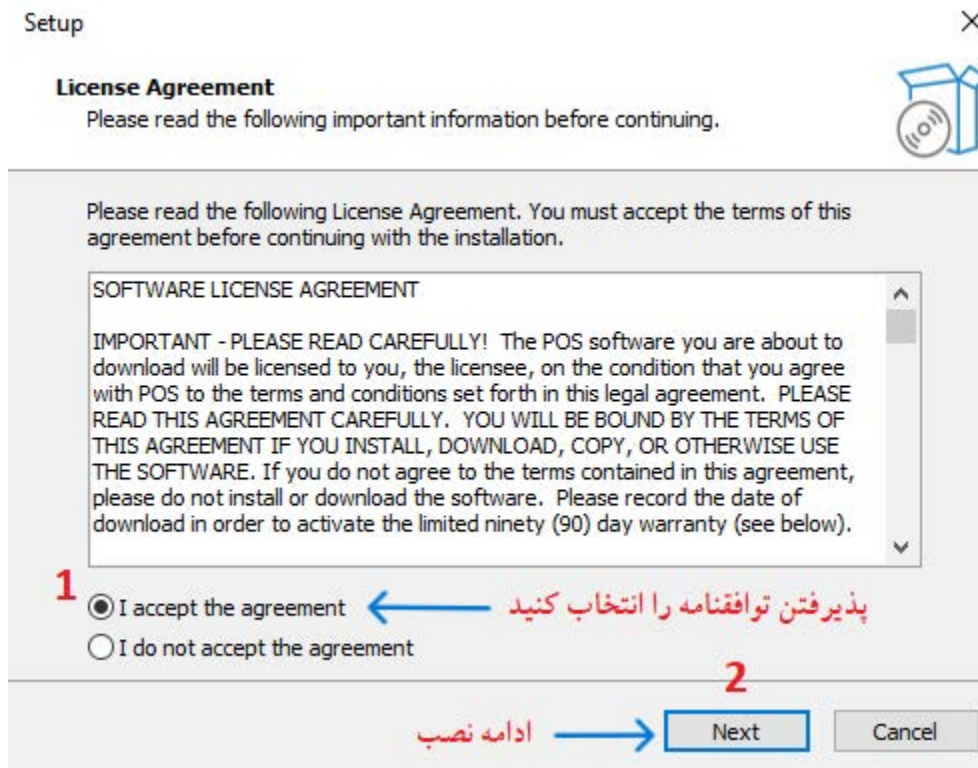 Setup
License Agreement
Please read the following important information before continuing.
Please read the following License Agreement. You must accept the terms of this
agreement before continuing with the installation.
SOFTWARE LICENSE AGREEMENT
IMPORTANT - PLEASE READ CAREFULLY! The POS software you are about to
download will be licensed to you, the licensee, on the condition that you agree
with POS to the terms and conditions set forth in this legal agreement. PLEASE
READ THIS AGREEMENT CAREFULLY. YOU WILL BE BOUND BY THE TERMS OF
THIS AGREEMENT IF YOU INSTALL, DOWNLOAD, COPY, OR OTHERWISE USE
THE SOFTWARE. If you do not agree to the terms contained in this agreement,
please do not install or download the software. Please record the date of
download in order to activate the limited ninety (90) day warranty (see below).
1
I accept the agreement پذیرفتن توافقنامه را انتخاب کنید
I do not accept the agreement
2
ادامه نصب Next Cancel